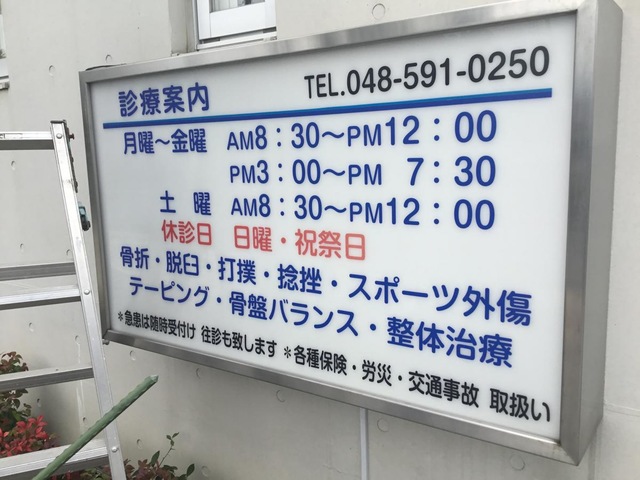 診療案内 TEL.048-591-0250
月曜～金曜 AM8：30～PM12：00
PM3：00～PM 7：30
土 曜 AM8：30～PM12：00
休診日 日曜・祝祭日
骨折・脱臼・打撲・捻挫・スポーツ外傷
テーピング・骨盤バランス・整体治療
＊急患は随時受付け 往診も致します ＊各種保険・労災・交通事故 取扱い